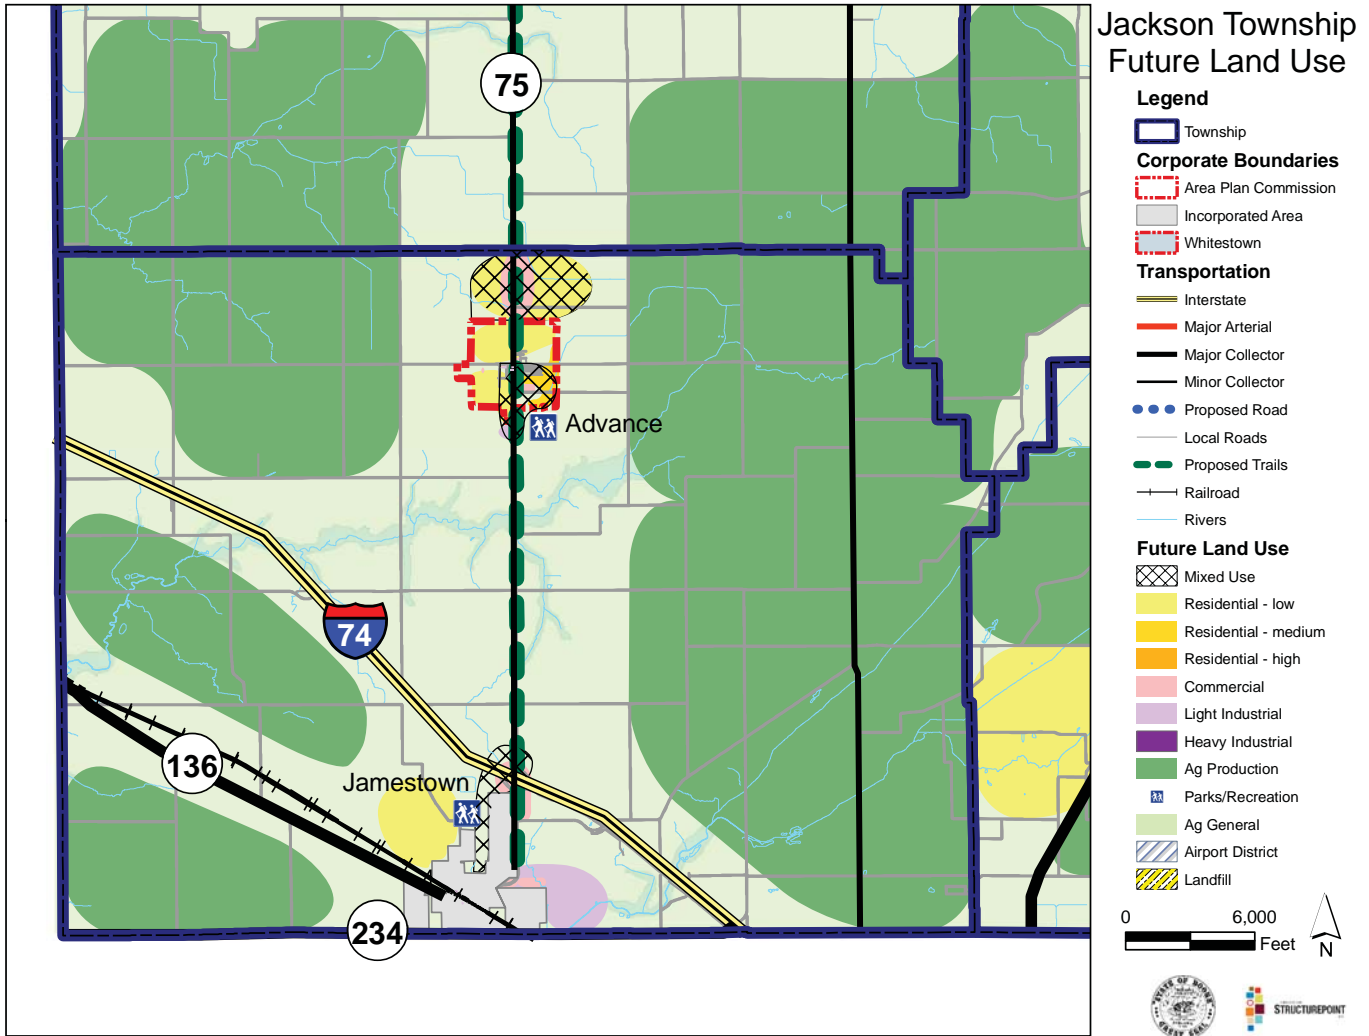 Jackson Township
Future Land Use
Legend
Township
Corporate Boundaries
Area Plan Commission
Incorporated Area
Whitestown
Transportation
Interstate
Major Arterial
Major Collector
Minor Collector
Proposed Road
Local Roads
Proposed Trails
Railroad
Rivers
Future Land Use
Mixed Use
Residential - low
Residential - medium
Residential - high
Commercial
Light Industrial
Heavy Industrial
Ag Production
Parks/Recreation
Ag General
Airport District
Landfill
0 6,000
Feet
N
STRUCTUREPOINT
75
Advance
74
136
Jamestown
234